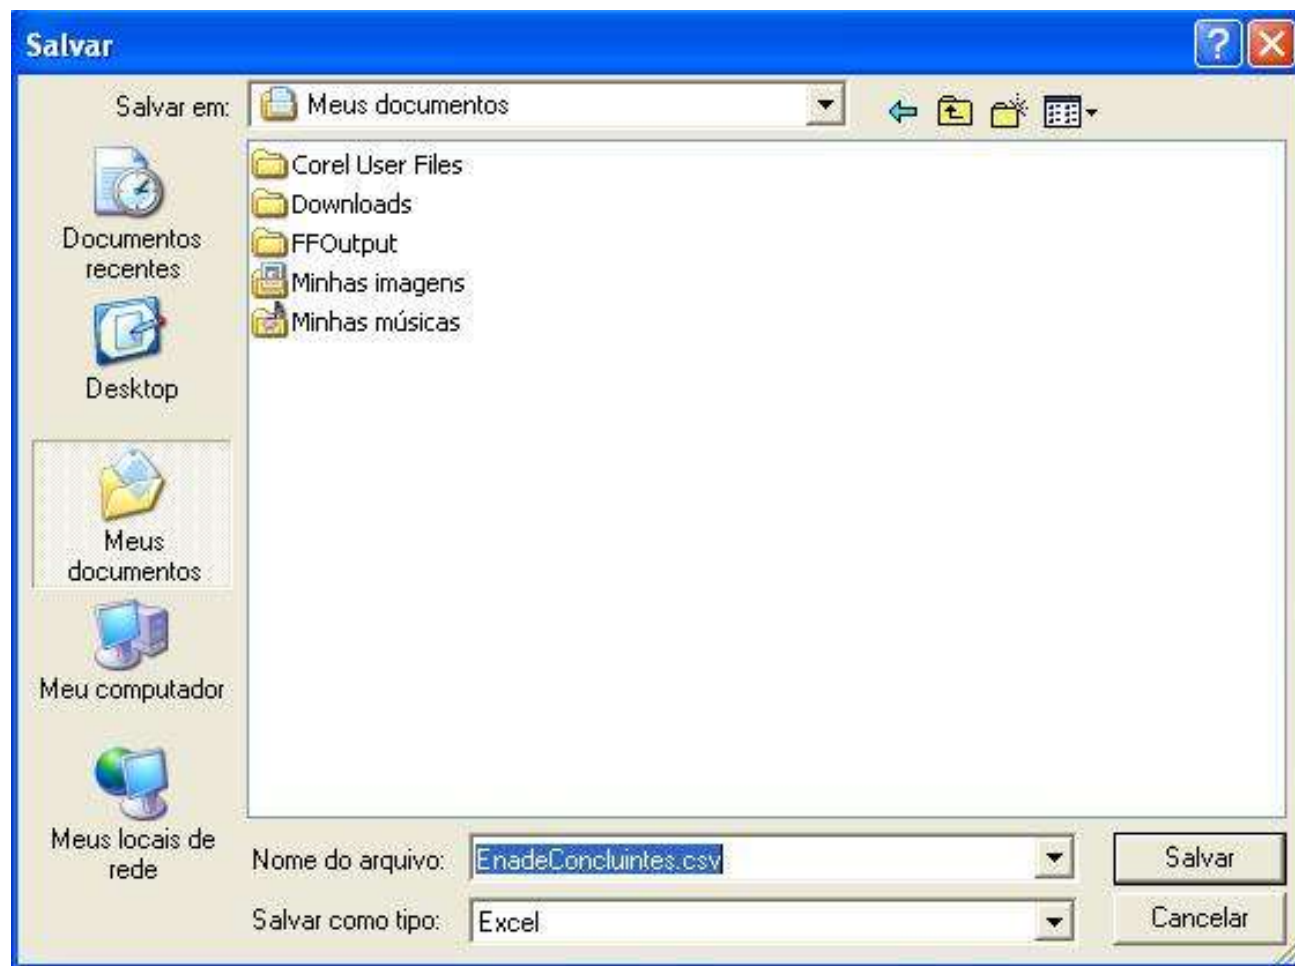 Salvar
Salvar em:
Meus documentos
Documentos
recentes
Desktop
Meus
documentos
Meu computador
Meus locais de
rede
Corel User Files
Downloads
FFOutput
Minhas imagens
Minhas músicas
Nome do arquivo:
EnadeConcluintes.csv
Salvar
Salvar como tipo:
Excel
Cancelar